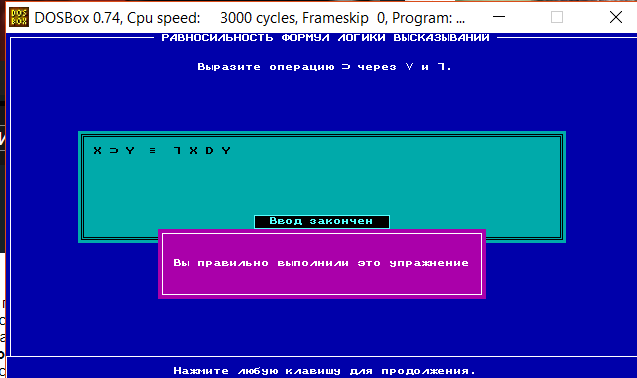 DOSBox 0.74, Cpu speed: 3000 cycles, Frameskip 0, Program: ...
РАВНОСИЛЬНОСТЬ ФОРМУЛ ЛОГИКИ ВЫСКАЗЫВАНИЙ
Выразите операцию ⊃ через V и ⅂.
X ⊃ Y ≡ ⅂ X D Y
Ввод закончен
Вы правильно выполнили это упражнение
Нажмите любую клавишу для продолжения.